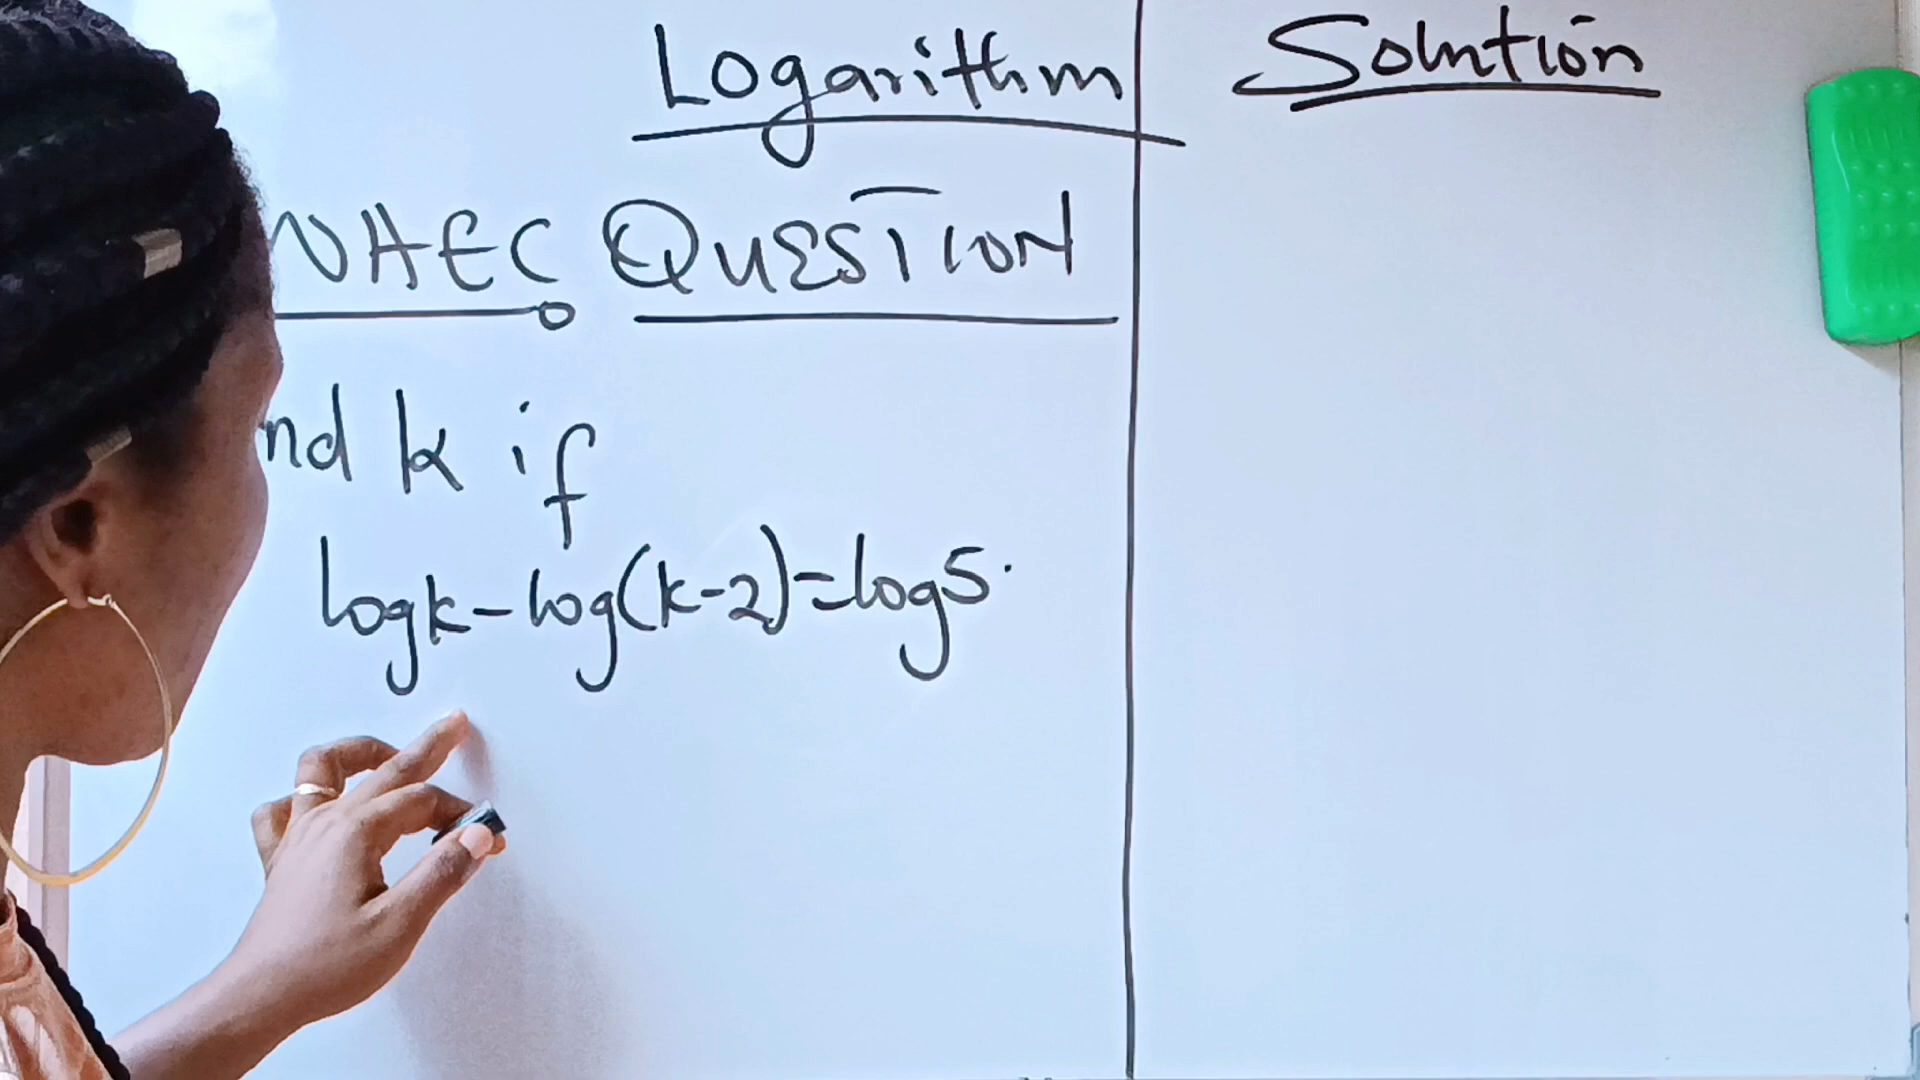 Logarithm
Solution
WAEC QUESTION
nd k if
logk-log(k-2)=log5.